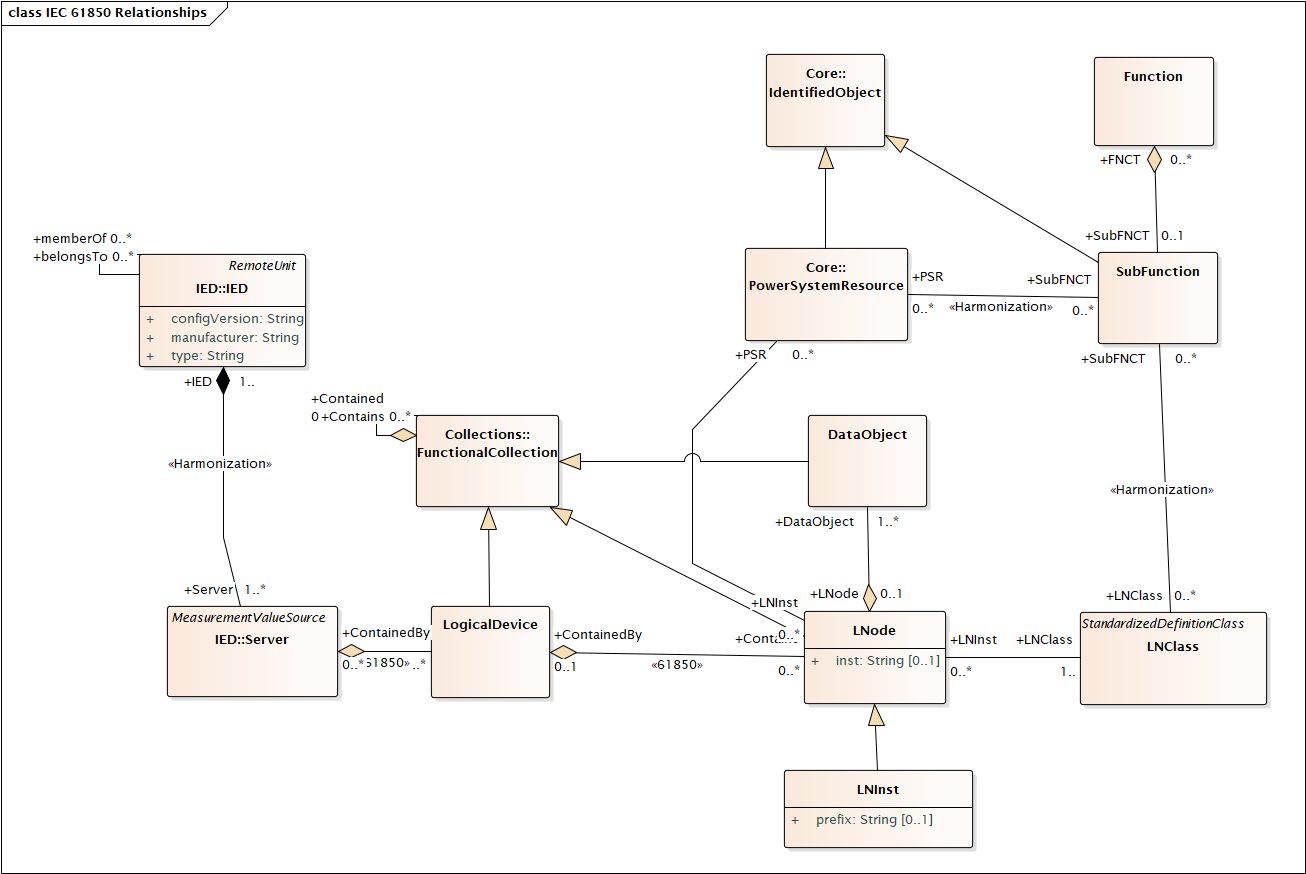 class IEC 61850 Relationships
Core::
IdentifiedObject
Function
+FNCT 0..*
+SubFNCT 0..1
+memberOf 0..*
+belongsTo 0..*
RemoteUnit
IED::IED
+ configVersion: String
+ manufacturer: String
+ type: String
+IED 1..
Core::
PowerSystemResource
+PSR
0..*
«Harmonization»
+SubFNCT
0..*
SubFunction
+SubFNCT 0..*
+PSR 0..*
+Contained
0 +Contains 0..*
Collections::
FunctionalCollection
DataObject
+DataObject 1..*
«Harmonization»
«Harmonization»
+Server 1..*
+LNode 0..1
+LNInst
0..*
+LNClass 0..*
MeasurementValueSource
IED::Server
+ContainedBy
0..*
61850»
..*
LogicalDevice
+ContainedBy
0..1
«61850»
0..*
LNode
+ inst: String [0..1]
+LNInst
0..*
+LNClass
1..
StandardizedDefinitionClass
LNClass
LNInst
+ prefix: String [0..1]